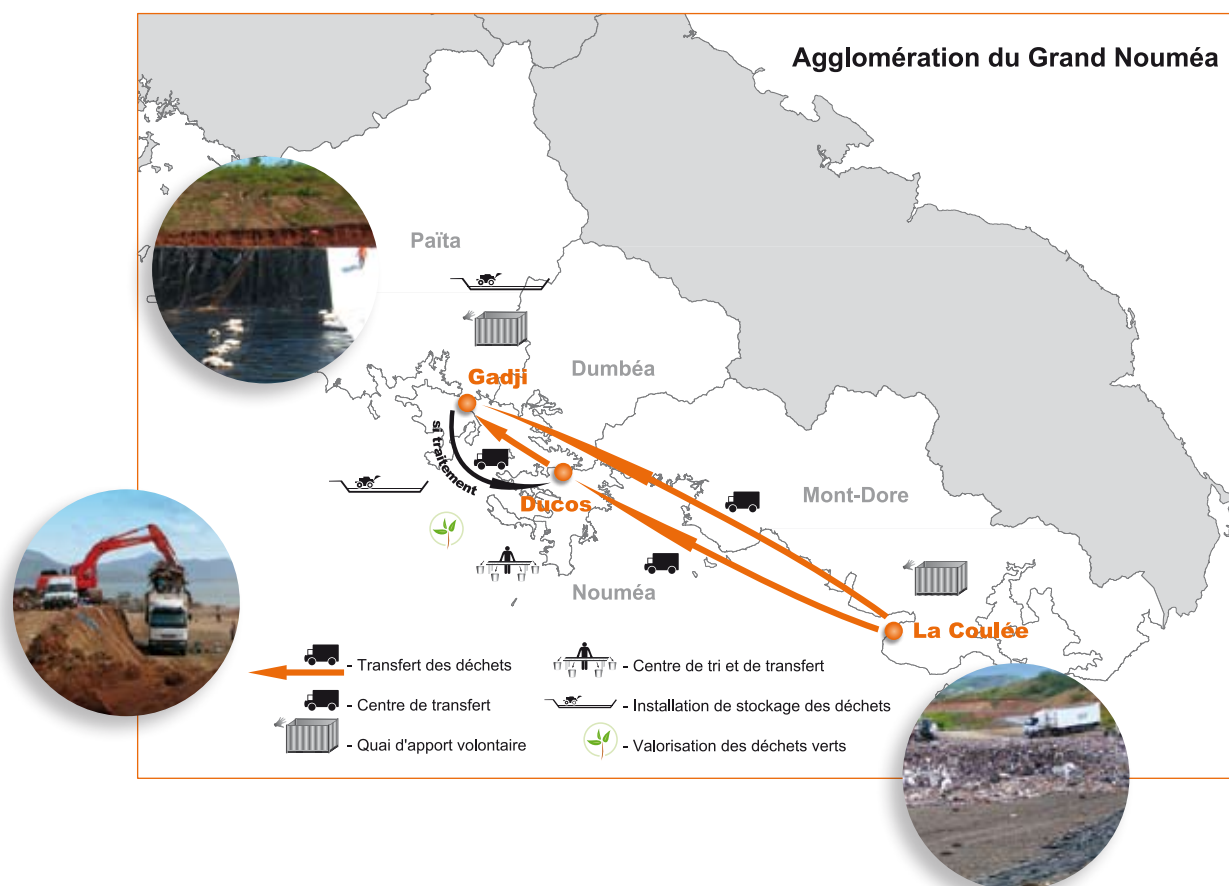 Agglomération du Grand Nouméa
Païta
Dumbéa
Gadji
si traitement
Ducos
Mont-Dore
Nouméa
La Coulée
- Transfert des déchets
- Centre de transfert
- Quai d'apport volontaire
- Centre de tri et de transfert
- Installation de stockage des déchets
- Valorisation des déchets verts